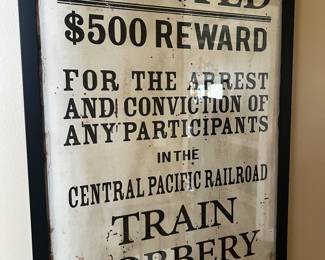 $500 REWARD
FOR THE ARREST
AND CONVICTION OF
ANY PARTICIPANTS
IN THE
CENTRAL PACIFIC RAILROAD
TRAIN